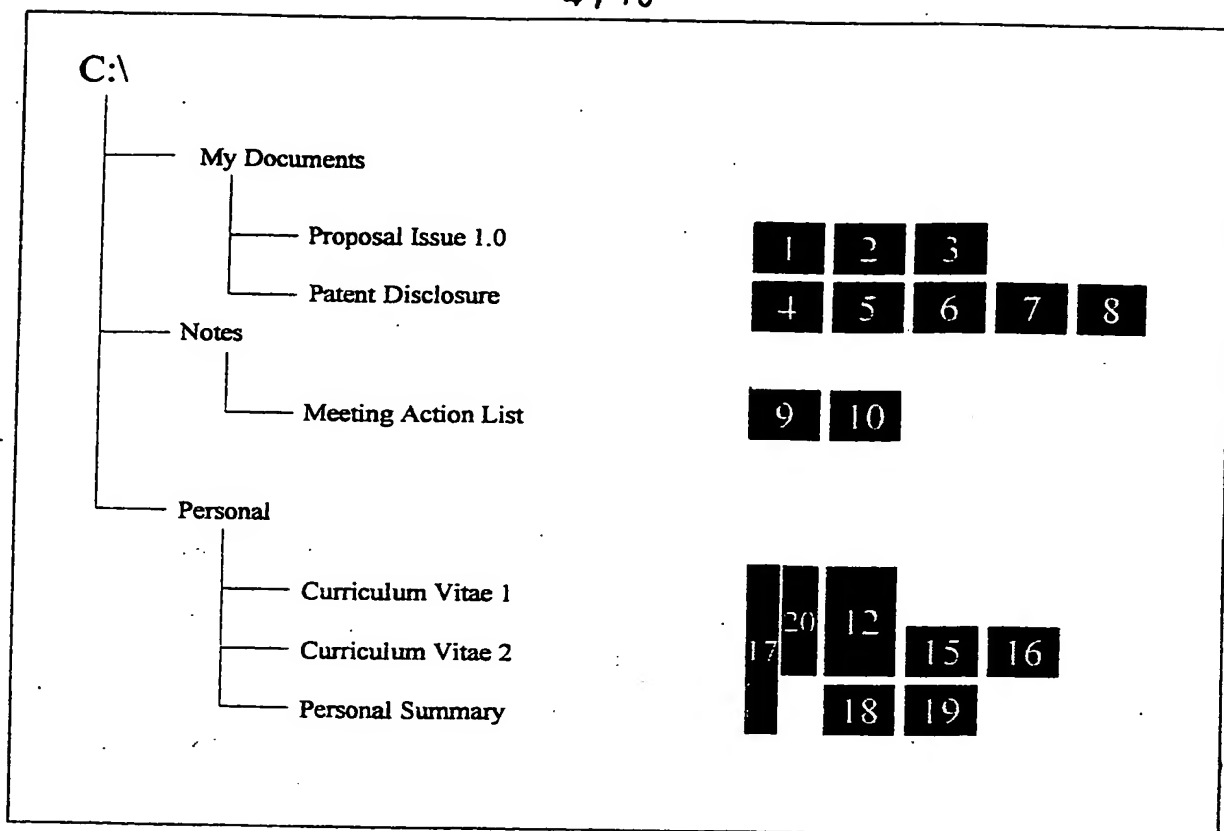 C:\
My Documents
Proposal Issue 1.0 1 2 3
Patent Disclosure 4 5 6 7 8
Notes
Meeting Action List 9 10
Personal
Curriculum Vitae 1 17 20 12
Curriculum Vitae 2 15 16
Personal Summary 18 19